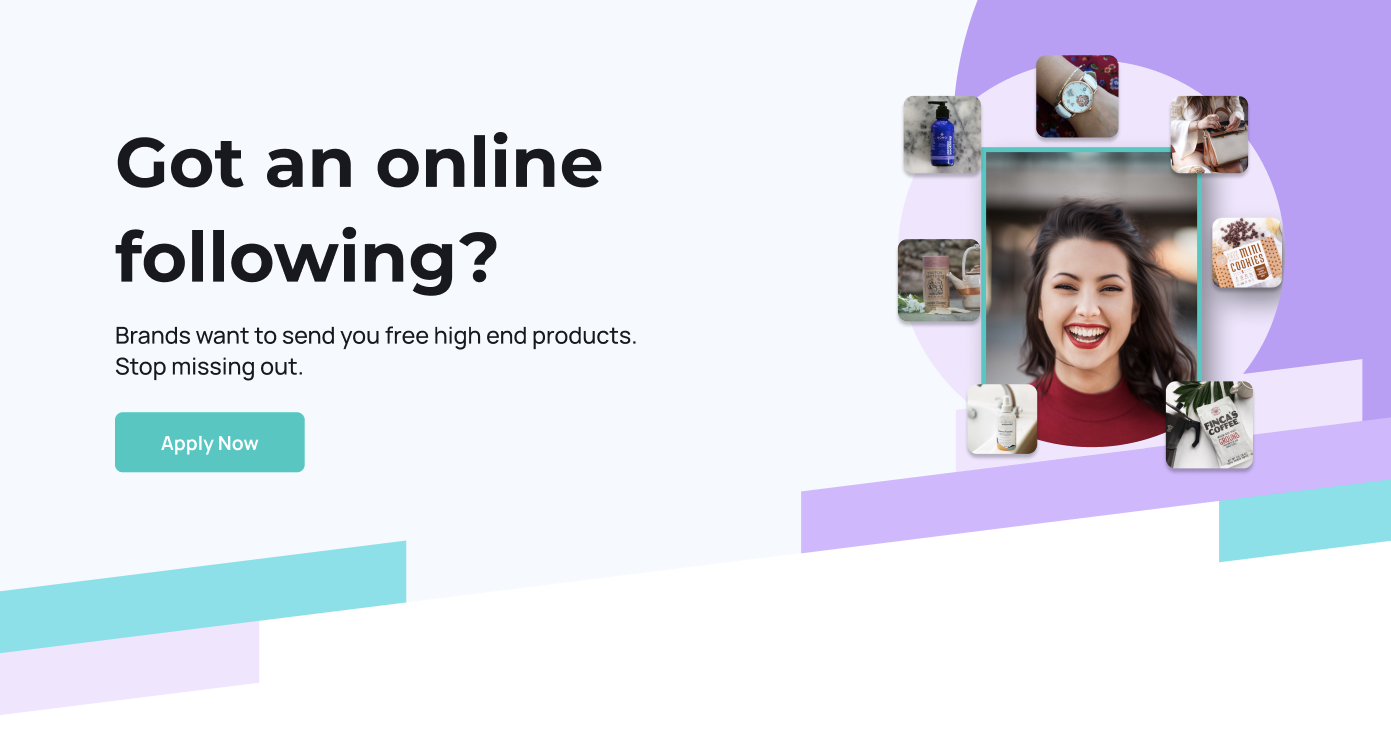 Got an online
following?
Brands want to send you free high end products.
Stop missing out.
Apply Now
MINI
COOKIES
FINCA'S
COFFEE
GROUND